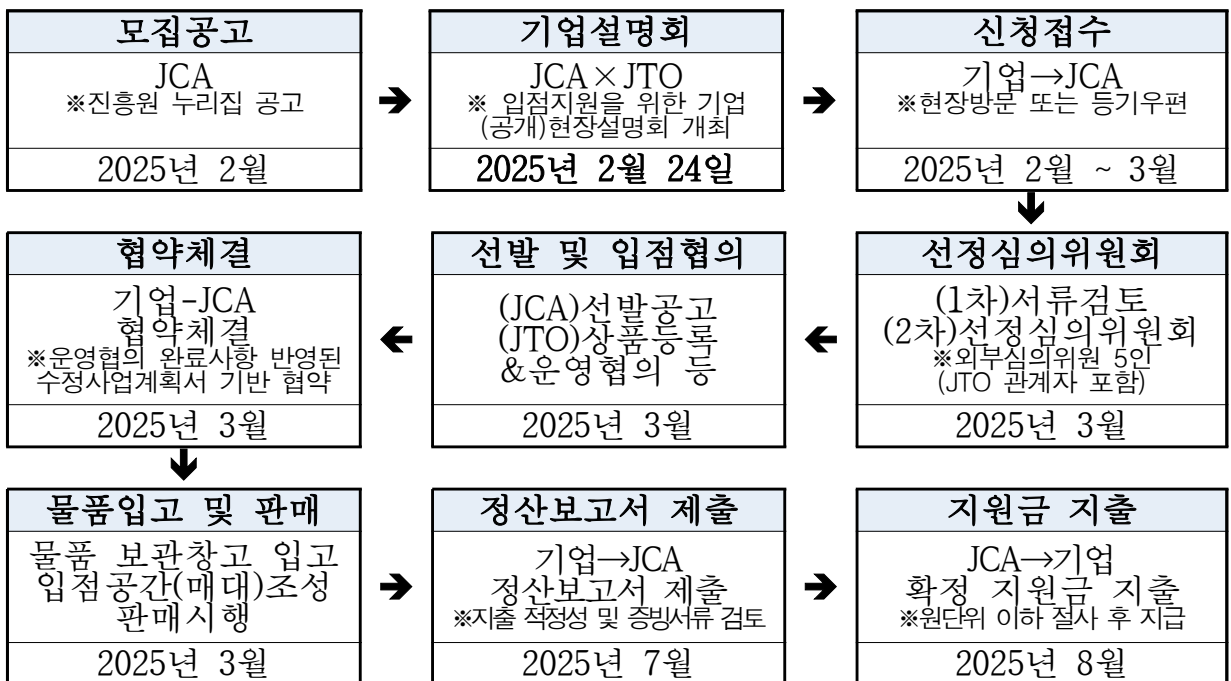 모집공고
JCA
※진흥원 누리집 공고
2025년 2월
➔
기업설명회
JCA×JTO
※ 입점지원을 위한 기업
(공개)현장설명회 개최
2025년 2월 24일
➔
신청접수
기업→JCA
※현장방문 또는 등기우편
2025년 2월 ~ 3월
선정심의위원회
(1차)서류검토
(2차)선정심의위원회
※외부심의위원 5인
(JTO 관계자 포함)
2025년 3월
선발 및 입점협의
(JCA)선발공고
(JTO)상품등록
&운영협의 등
2025년 3월
협약체결
기업-JCA
협약체결
※운영협의 완료사항 반영된
수정사업계획서 기반 협약
2025년 3월
물품입고 및 판매
물품 보관창고 입고
입점공간(매대)조성
판매시행
2025년 3월
➔
정산보고서 제출
기업→JCA
정산보고서 제출
※지출 적정성 및 증빙서류 검토
2025년 7월
➔
지원금 지출
JCA→기업
확정 지원금 지출
※원단위 이하 절사 후 지급
2025년 8월